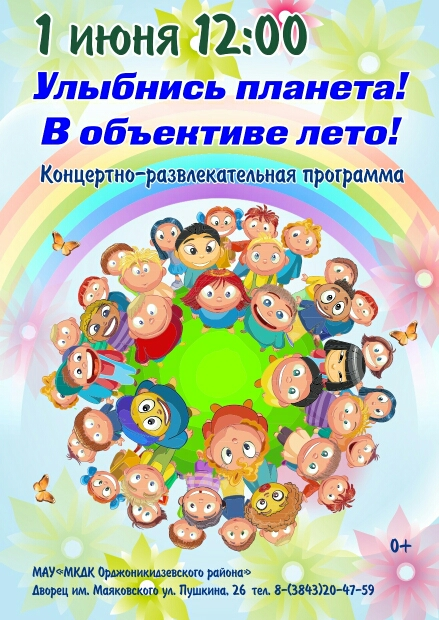 1 июня 12:00
Улыбнись планета!
В объективе лето!
Концертно-развлекательная программа
0+
МАУ«МКДК Орджоникидзевского района»
Дворец им. Маяковского ул. Пушкина, 26 тел. 8-(3843)20-47-59